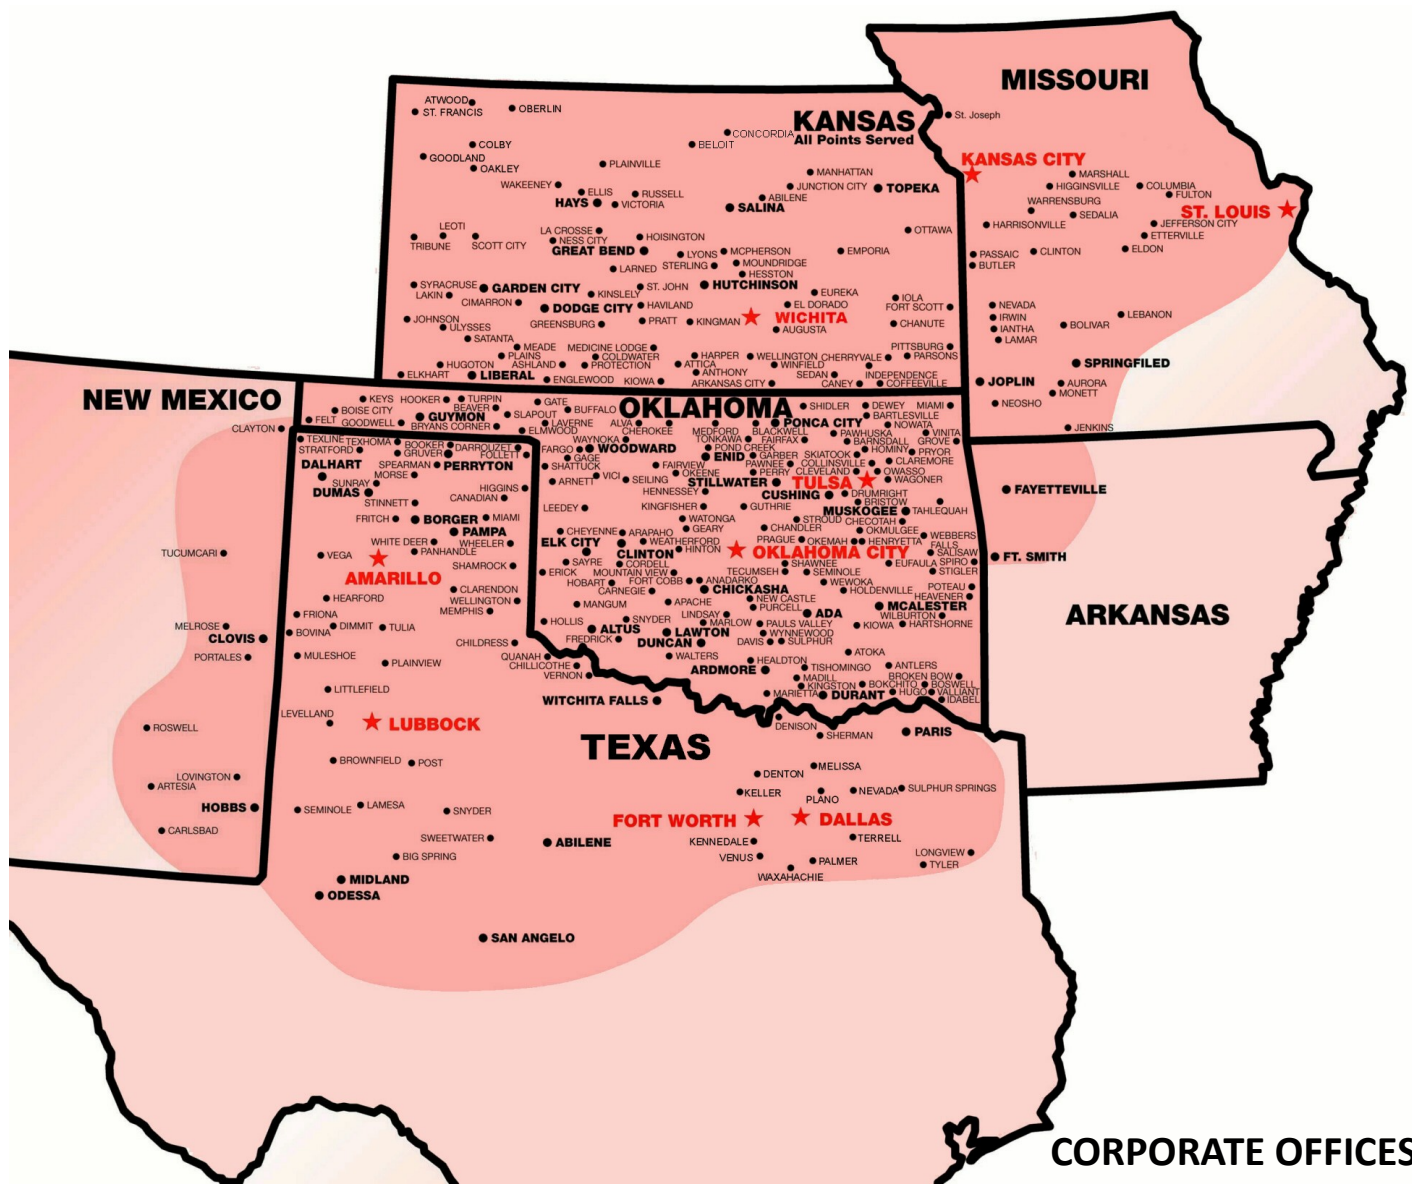 MISSOURI
KANSAS
All Points Served
ATWOOD
ST. FRANCIS
OBERLIN
CONCORDIA
BELOIT
COLBY
GOODLAND
OAKLEY
PLAINVILLE
MANHATTAN
JUNCTION CITY
TOPEKA
WAKEENEY
ELLIS
RUSSELL
HAYS
VICTORIA
ABILENE
SALINA
LEOTI
TRIBUNE
SCOTT CITY
LA CROSSE
NESS CITY
HOISINGTON
GREAT BEND
OTTAWA
LYONS
MCPHERSON
EMPORIA
STERLING
MOUNDRIDGE
LARNED
HESSTON
SYRACRUSE
GARDEN CITY
ST. JOHN
HUTCHINSON
LAKIN
KINSLELY
EUREKA
CIMARRON
DODGE CITY
HAVILAND
EL DORADO
IOLA
FORT SCOTT
JOHNSON
ULYSSES
GREENSBURG
PRATT
KINGMAN
WICHITA
AUGUSTA
CHANUTE
SATANTA
MEADE
MEDICINE LODGE
PITTSBURG
PLAINS
COLDWATER
HARPER
WELLINGTON
CHERRYVALE
PARSONS
HUGOTON
ASHLAND
PROTECTION
ATTICA
WINFIELD
ANTHONY
SEDAN
INDEPENDENCE
ELKHART
LIBERAL
ENGLEWOOD
KIOWA
ARKANSAS CITY
CANEY
COFFEEVILLE
St. Joseph
KANSAS CITY
MARSHALL
HIGGINSVILLE
COLUMBIA
FULTON
WARRENSBURG
SEDALIA
ST. LOUIS
HARRISONVILLE
JEFFERSON CITY
ETTERVILLE
PASSAIC
CLINTON
ELDON
BUTLER
NEVADA
IRWIN
LEBANON
IANTHA
BOLIVAR
LAMAR
SPRINGFILED
JOPLIN
AURORA
MONETT
NEOSHO
JENKINS
NEW MEXICO
OKLAHOMA
KEYS
HOOKER
TURPIN
GATE
BOISE CITY
BEAVER
BUFFALO
FELT
GOODWELL
GUYMON
SLAPOUT
LAVERNE
BRYANS CORNER
ELMWOOD
ALVA
CHEROKEE
MEDFORD
BLACKWELL
PONCA CITY
SHIDLER
DEWEY
MIAMI
BARTLESVILLE
NOWATA
PAWHUSKA
VINITA
WAYNOKA
TONKAWA
FAIRFAX
BARNSDALL
GROVE
FARGO
WOODWARD
POND CREEK
HOMINY
PRYOR
GAGE
ENID
GARBER
SKIATOOK
SHATTUCK
FAIRVIEW
PAWNEE
COLLINSVILLE
CLAREMORE
ARNETT
VICI
SEILING
OKEENE
PERRY
CLEVELAND
OWASSO
STILLWATER
TULSA
WAGONER
HENNESSEY
CUSHING
DRUMRIGHT
LEEDEY
KINGFISHER
GUTHRIE
BRISTOW
MUSKOGEE
TAHLEQUAH
WATONGA
STROUD
CHECOTAH
CHEYENNE
ARAPAHO
GEARY
CHANDLER
OKMULGEE
WEBBERS
FALLS
ELK CITY
WEATHERFORD
PRAGUE
OKEMAH
HENRYETTA
CLINTON
HINTON
OKLAHOMA CITY
SALISAW
SAYRE
CORDELL
SHAWNEE
EUFAULA
SPIRO
ERICK
MOUNTAIN VIEW
TECUMSEH
SEMINOLE
STIGLER
HOBART
FORT COBB
ANADARKO
WEWOKA
POTEAU
CARNEGIE
CHICKASHA
HOLDENVILLE
HEAVENER
MANGUM
APACHE
NEW CASTLE
PURCELL
MCALESTER
LINDSAY
ADA
WILBURTON
HOLLIS
SNYDER
MARLOW
PAULS VALLEY
KIOWA
HARTSHORNE
ALTUS
LAWTON
WYNNEWOOD
FREDRICK
DUNCAN
DAVIS
SULPHUR
WALTERS
HEALDTON
ATOKA
ARDMORE
TISHOMINGO
ANTLERS
MADILL
BROKEN BOW
KINGSTON
BOKCHITO
BOSWELL
MARIETTA
DURANT
HUGO
VALLIANT
IDABEL
FAYETTEVILLE
FT. SMITH
ARKANSAS
CLAYTON
TUCUMCARI
MELROSE
CLOVIS
PORTALES
ROSWELL
LOVINGTON
ARTESIA
HOBBS
CARLSBAD
TEXLINE
TEXHOMA
BOOKER
DARROUZET
STRATFORD
GRUVER
FOLLETT
DALHART
SPEARMAN
PERRYTON
MORSE
SUNRAY
HIGGINS
DUMAS
CANADIAN
STINNETT
FRITCH
BORGER
MIAMI
PAMPA
WHITE DEER
WHEELER
VEGA
PANHANDLE
AMARILLO
SHAMROCK
HEARFORD
CLARENDON
WELLINGTON
MEMPHIS
FRIONA
BOVINA
DIMMIT
TULIA
CHILDRESS
MULESHOE
PLAINVIEW
QUANAH
CHILLICOTHE
VERNON
LITTLEFIELD
WITCHITA FALLS
LEVELLAND
LUBBOCK
TEXAS
DENISON
SHERMAN
PARIS
BROWNFIELD
POST
MELISSA
DENTON
SEMINOLE
LAMESA
SNYDER
KELLER
PLANO
NEVADA
SULPHUR SPRINGS
FORT WORTH
DALLAS
SWEETWATER
ABILENE
KENNEDALE
TERRELL
BIG SPRING
VENUS
PALMER
LONGVIEW
TYLER
MIDLAND
WAXAHACHIE
ODESSA
SAN ANGELO
CORPORATE OFFICES